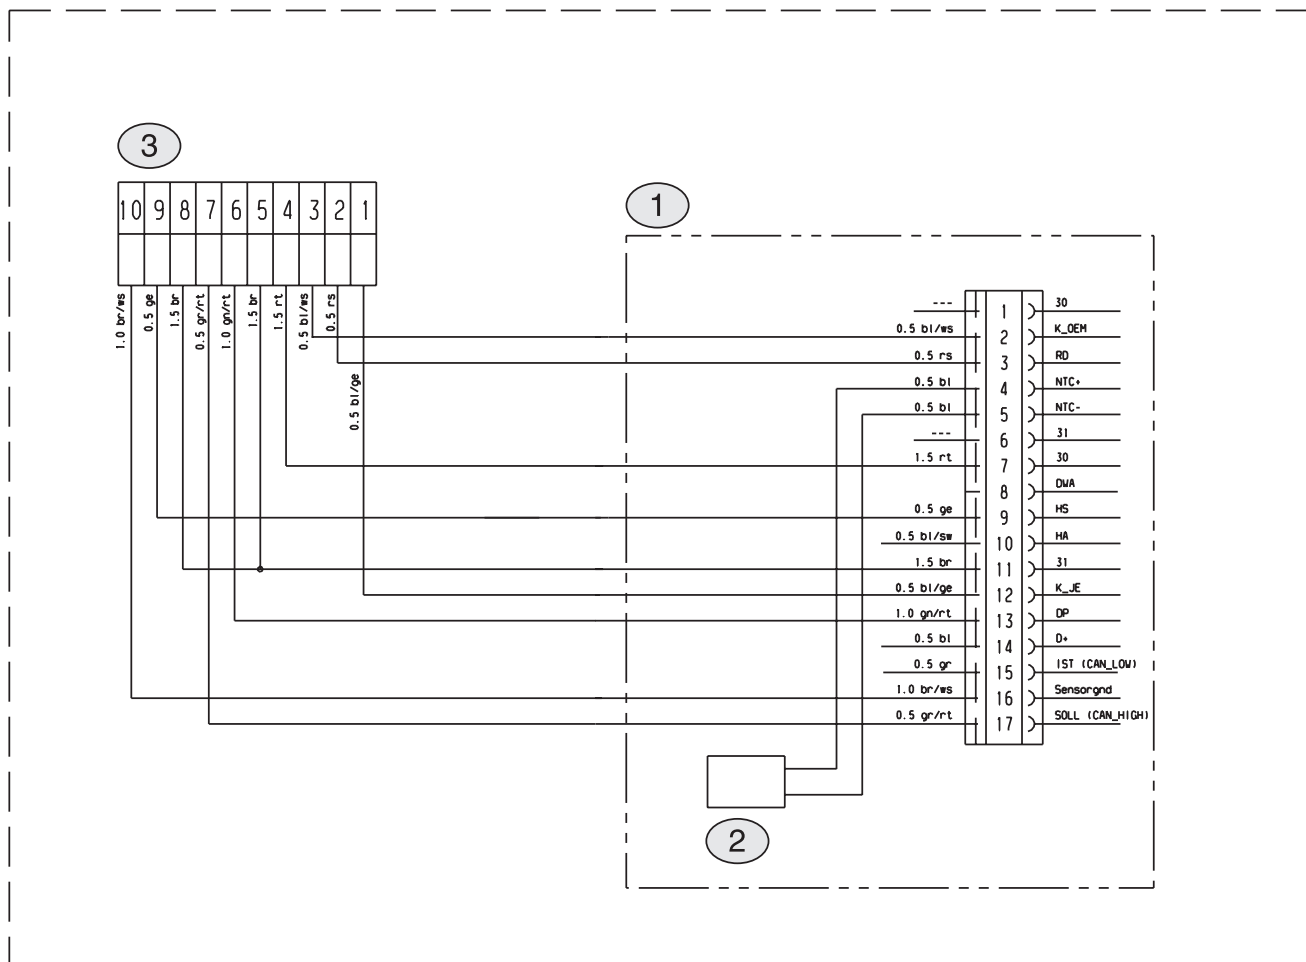 3
10 9 8 7 6 5 4 3 2 1
1.0 br/ws
0.5 ge
1.5 br
0.5 gr/rt
1.0 gn/rt
1.5 br
1.5 rt
0.5 bl/ws
0.5 rs
0.5 bl/ge
1
--- 1 30
0.5 bl/ws 2 K_OEM
0.5 rs 3 RD
0.5 bl 4 NTC+
0.5 bl 5 NTC-
--- 6 31
1.5 rt 7 30
8 DWA
0.5 ge 9 HS
0.5 bl/sw 10 HA
1.5 br 11 31
0.5 bl/ge 12 K_JE
1.0 gn/rt 13 DP
0.5 bl 14 D+
0.5 gr 15 IST (CAN_LOW)
1.0 br/ws 16 Sensorgnd
0.5 gr/rt 17 SOLL (CAN_HIGH)
2